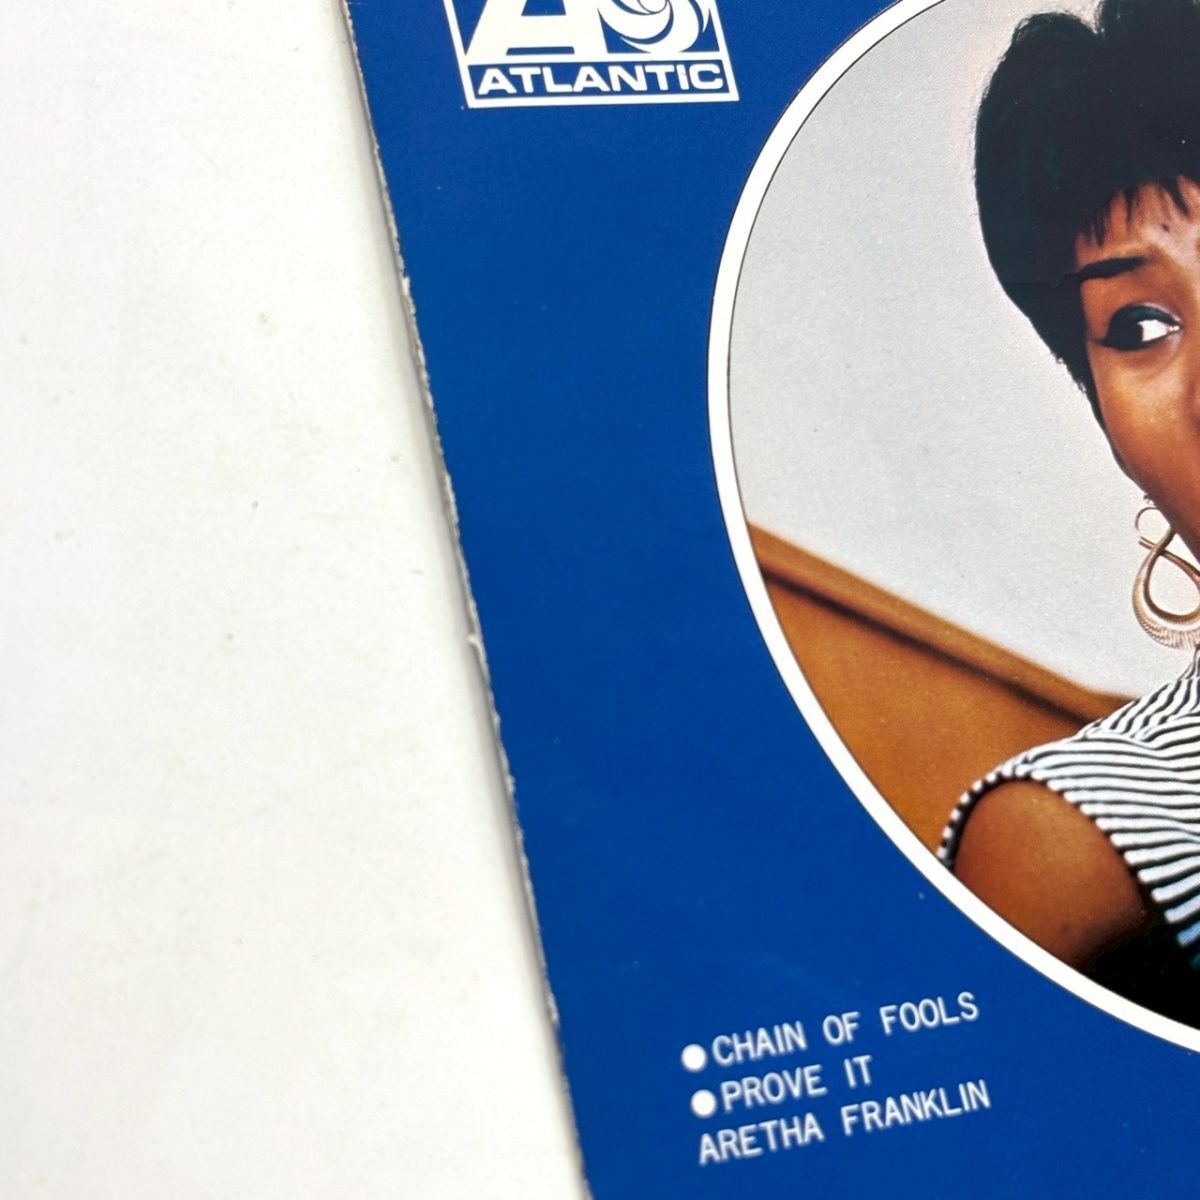 ATLANTIC
●CHAIN OF FOOLS
●PROVE IT
ARETHA FRANKLIN